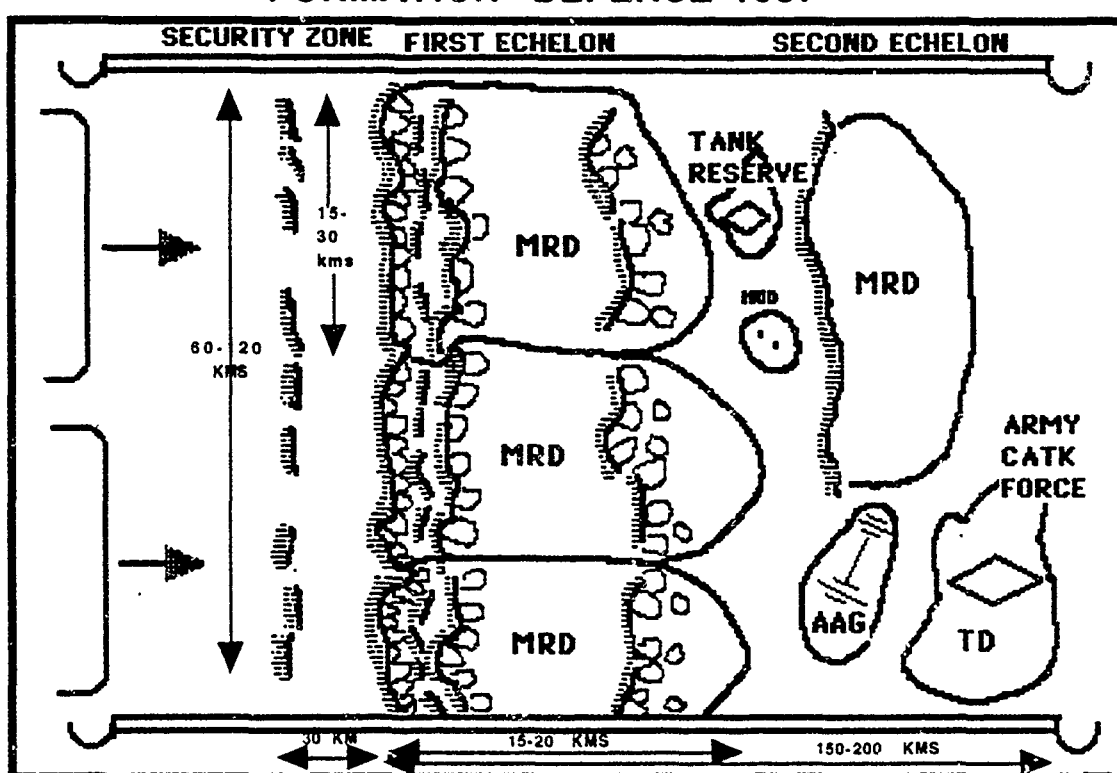 SECURITY ZONE FIRST ECHELON SECOND ECHELON
TANK
RESERVE
15-
30
kms
MRD
MRD
60-120
KMS
MRD
ARMY
CATK
FORCE
MRD
AAG
TD
30 KM
15-20 KMS
150-200 KMS